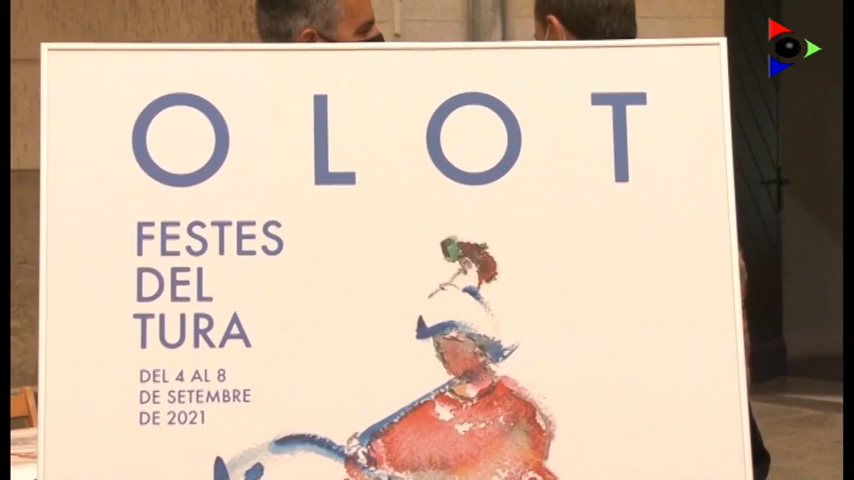 OLOT
FESTES
DEL
TURA
DEL 4 AL 8
DE SETEMBRE
DE 2021